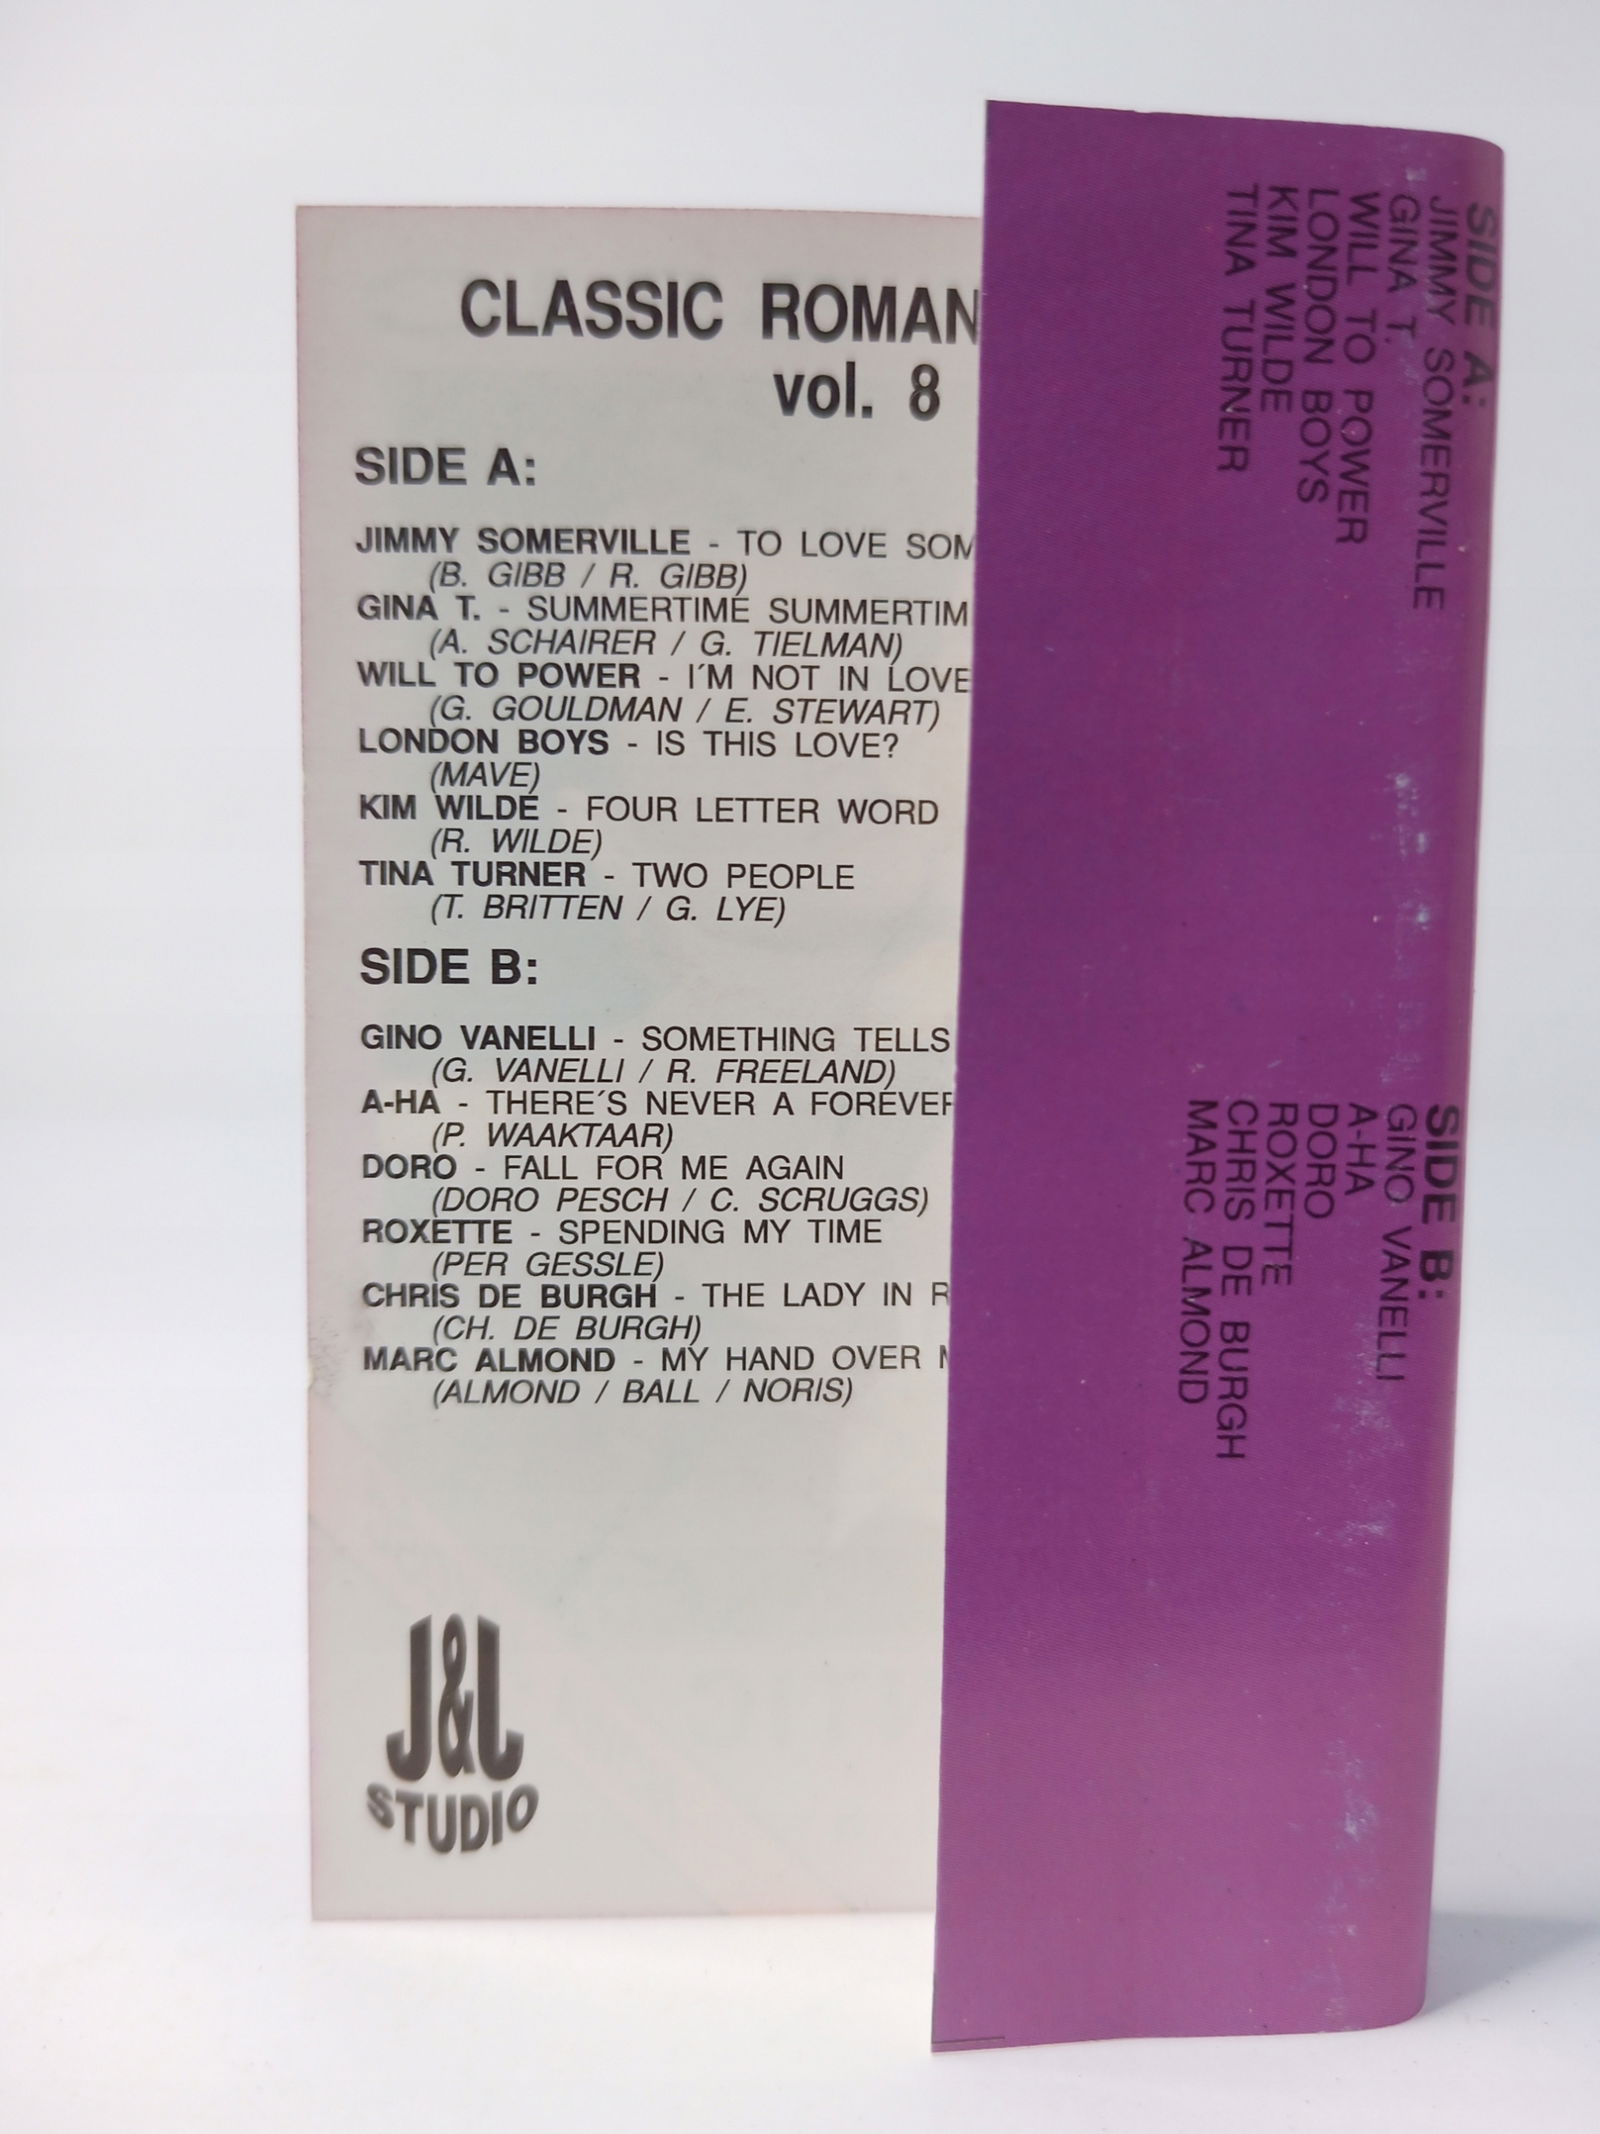 CLASSIC ROMAN
vol. 8
SIDE A:
JIMMY SOMERVILLE - TO LOVE SOM
(B. GIBB / R. GIBB)
GINA T. - SUMMERTIME SUMMERTIM
(A. SCHAIRER / G. TIELMAN)
WILL TO POWER - I´M NOT IN LOVE
(G. GOULDMAN / E. STEWART)
LONDON BOYS - IS THIS LOVE?
(MAVE)
KIM WILDE - FOUR LETTER WORD
(R. WILDE)
TINA TURNER - TWO PEOPLE
(T. BRITTEN / G. LYE)
SIDE B:
GINO VANELLI - SOMETHING TELLS
(G. VANELLI / R. FREELAND)
A-HA - THERE´S NEVER A FOREVER
(P. WAAKTAAR)
DORO - FALL FOR ME AGAIN
(DORO PESCH / C. SCRUGGS)
ROXETTE - SPENDING MY TIME
(PER GESSLE)
CHRIS DE BURGH - THE LADY IN R
(CH. DE BURGH)
MARC ALMOND - MY HAND OVER M
(ALMOND / BALL / NORIS)
J&J
STUDIO
SIDE A:
JIMMY SOMERVILLE
GINA T.
WILL TO POWER
LONDON BOYS
KIM WILDE
TINA TURNER
SIDE B:
GINO VANELLI
A-HA
DORO
ROXETTE
CHRIS DE BURGH
MARC ALMOND